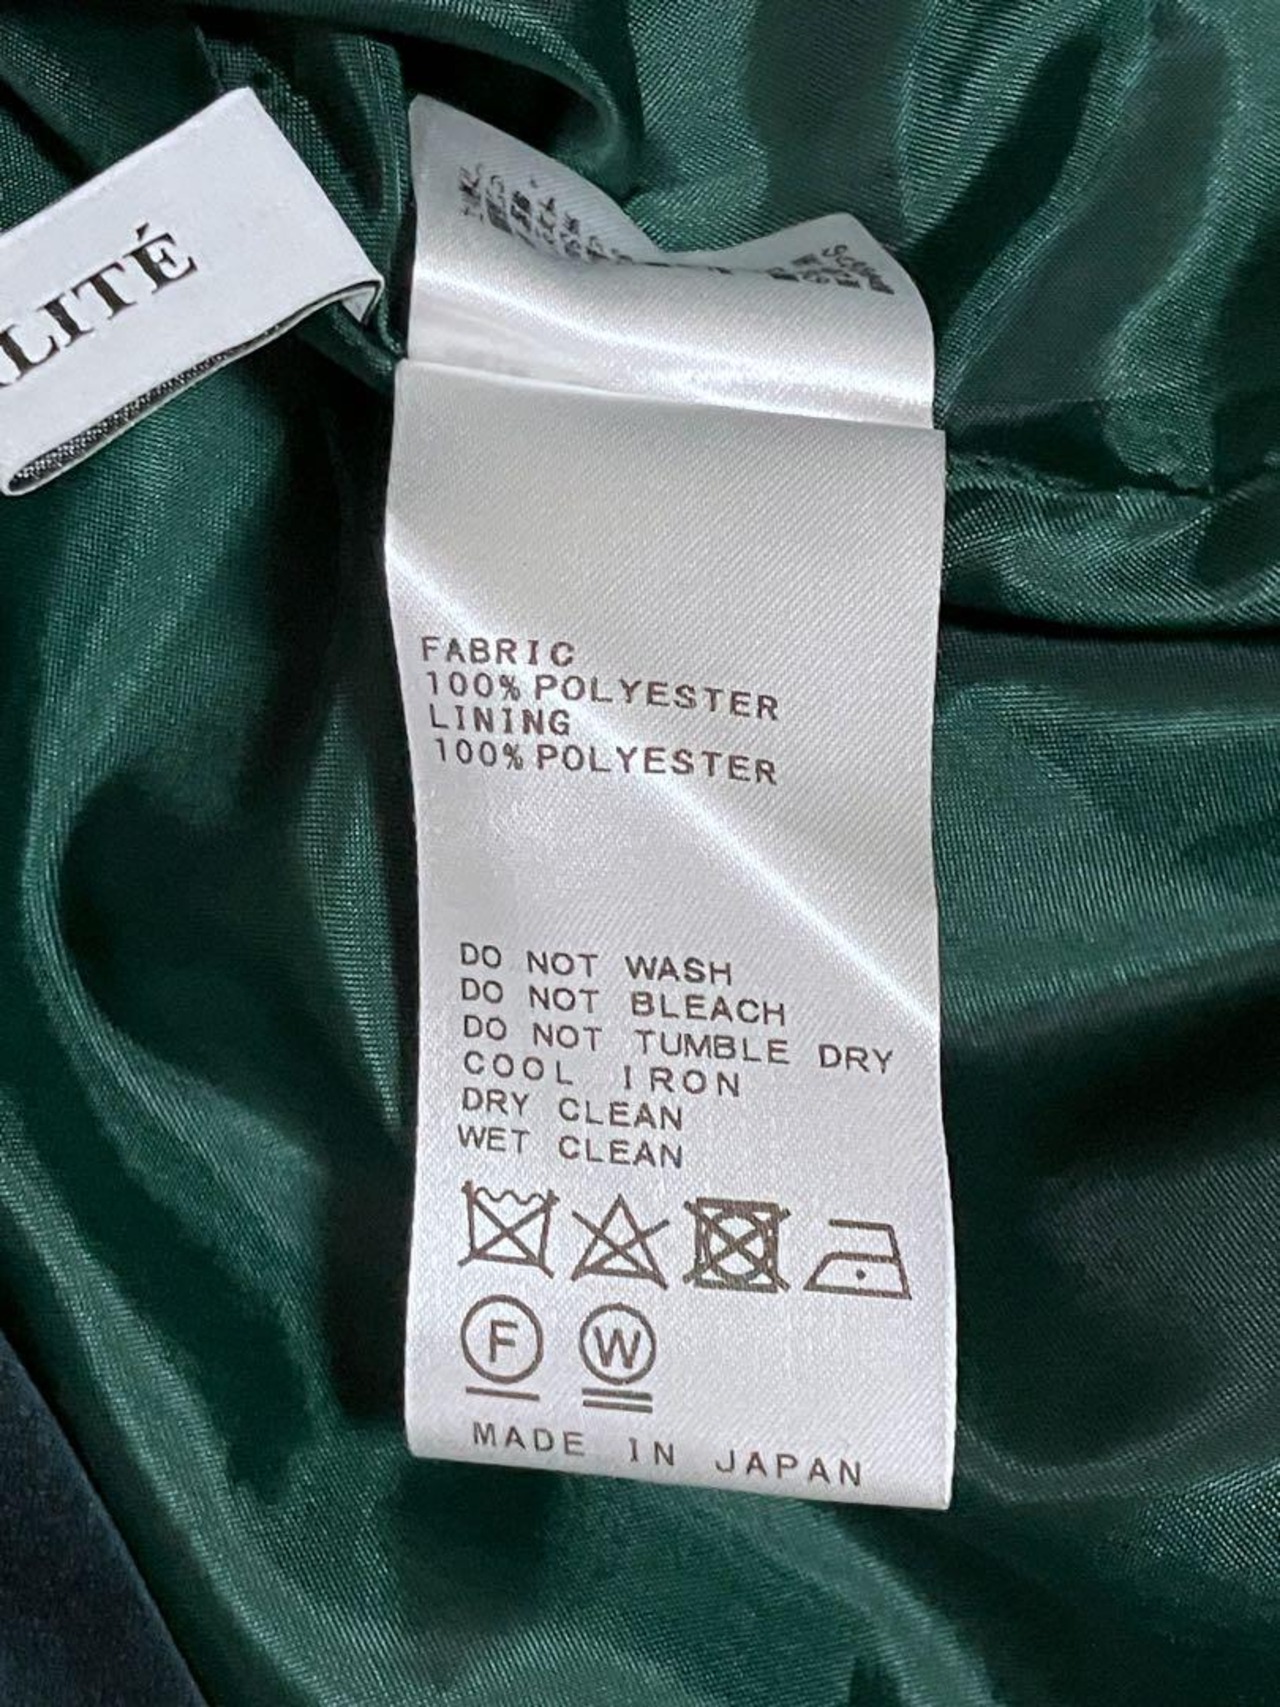 LITÉ
FABRIC
100% POLYESTER
LINING
100% POLYESTER
DO NOT WASH
DO NOT BLEACH
DO NOT TUMBLE DRY
COOL IRON
DRY CLEAN
WET CLEAN
F W
MADE IN JAPAN